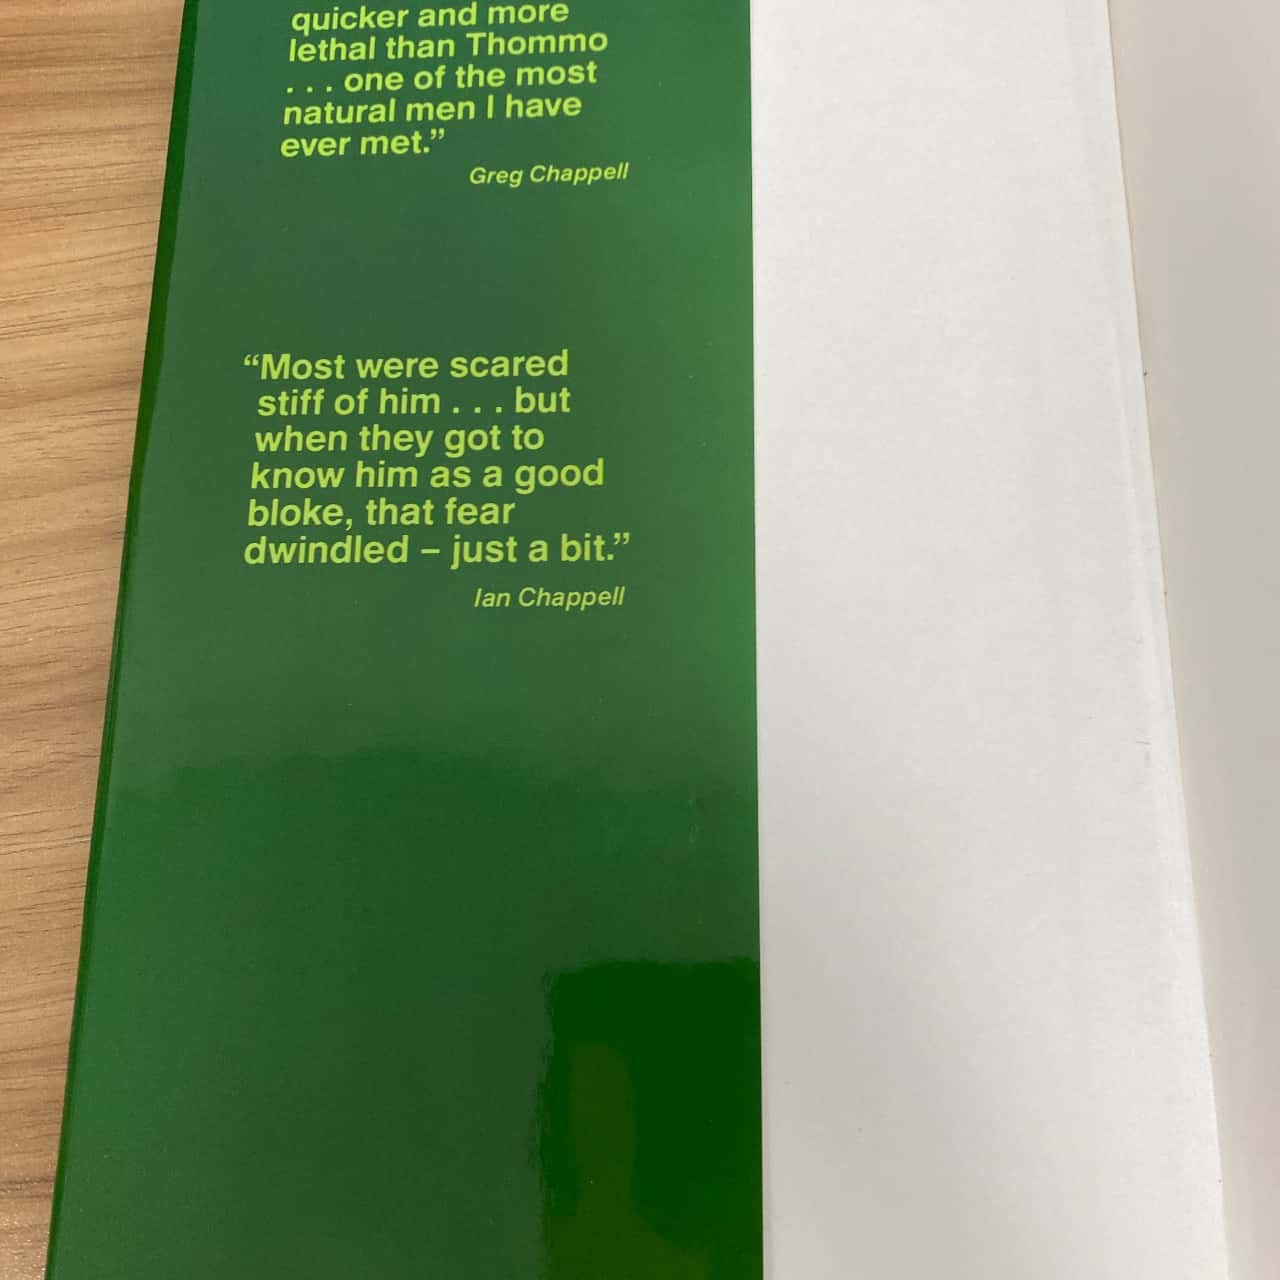 quicker and more
lethal than Thommo
. . . one of the most
natural men I have
ever met.”
Greg Chappell
“Most were scared
stiff of him . . . but
when they got to
know him as a good
bloke, that fear
dwindled – just a bit.”
Ian Chappell